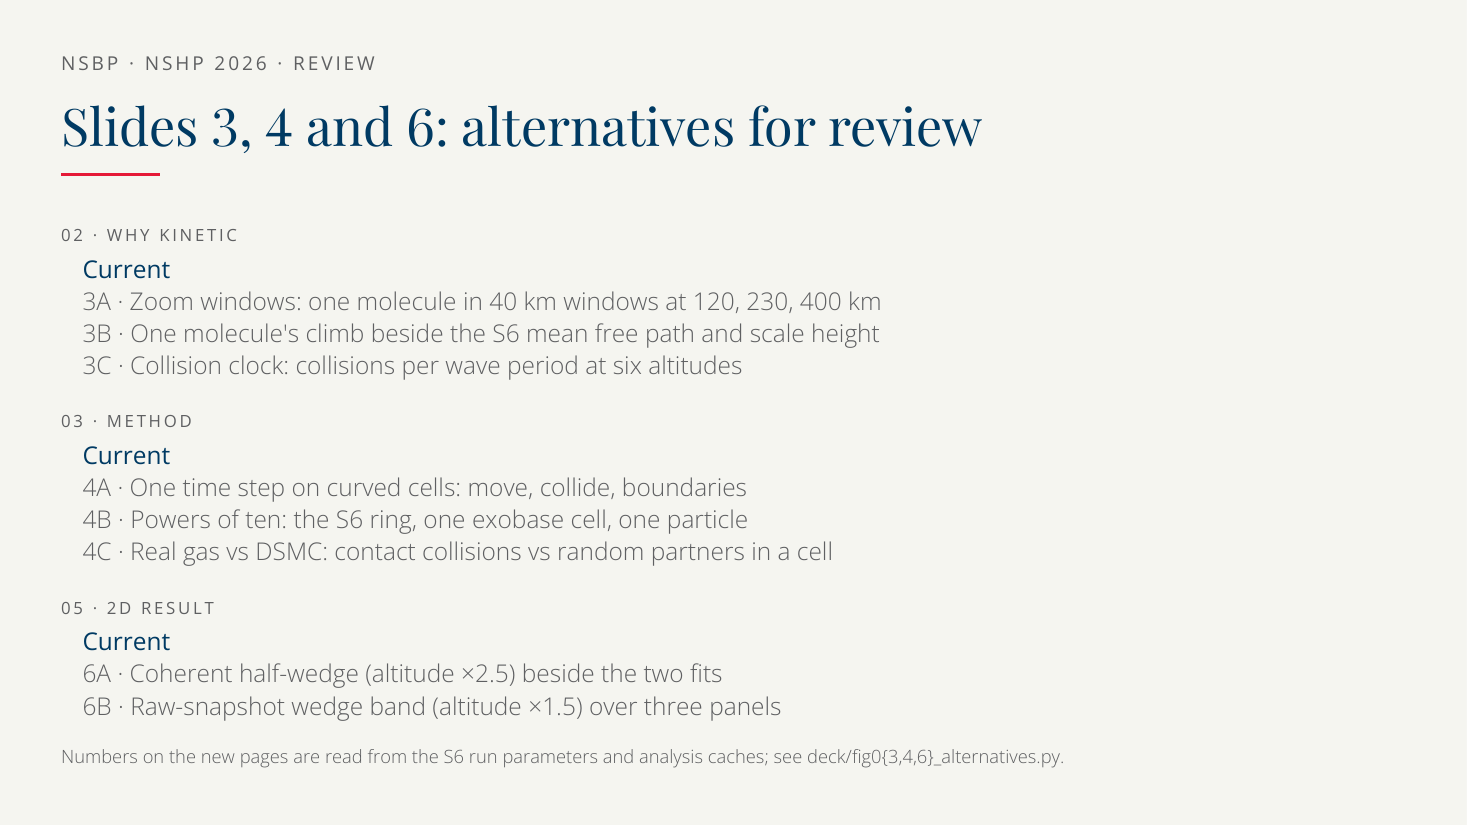 NSBP · NSHP 2026 · REVIEW
Slides 3, 4 and 6: alternatives for review
02 · WHY KINETIC
Current
3A · Zoom windows: one molecule in 40 km windows at 120, 230, 400 km
3B · One molecule's climb beside the S6 mean free path and scale height
3C · Collision clock: collisions per wave period at six altitudes
03 · METHOD
Current
4A · One time step on curved cells: move, collide, boundaries
4B · Powers of ten: the S6 ring, one exobase cell, one particle
4C · Real gas vs DSMC: contact collisions vs random partners in a cell
05 · 2D RESULT
Current
6A · Coherent half-wedge (altitude ×2.5) beside the two fits
6B · Raw-snapshot wedge band (altitude ×1.5) over three panels
Numbers on the new pages are read from the S6 run parameters and analysis caches; see deck/fig0{3,4,6}_alternatives.py.